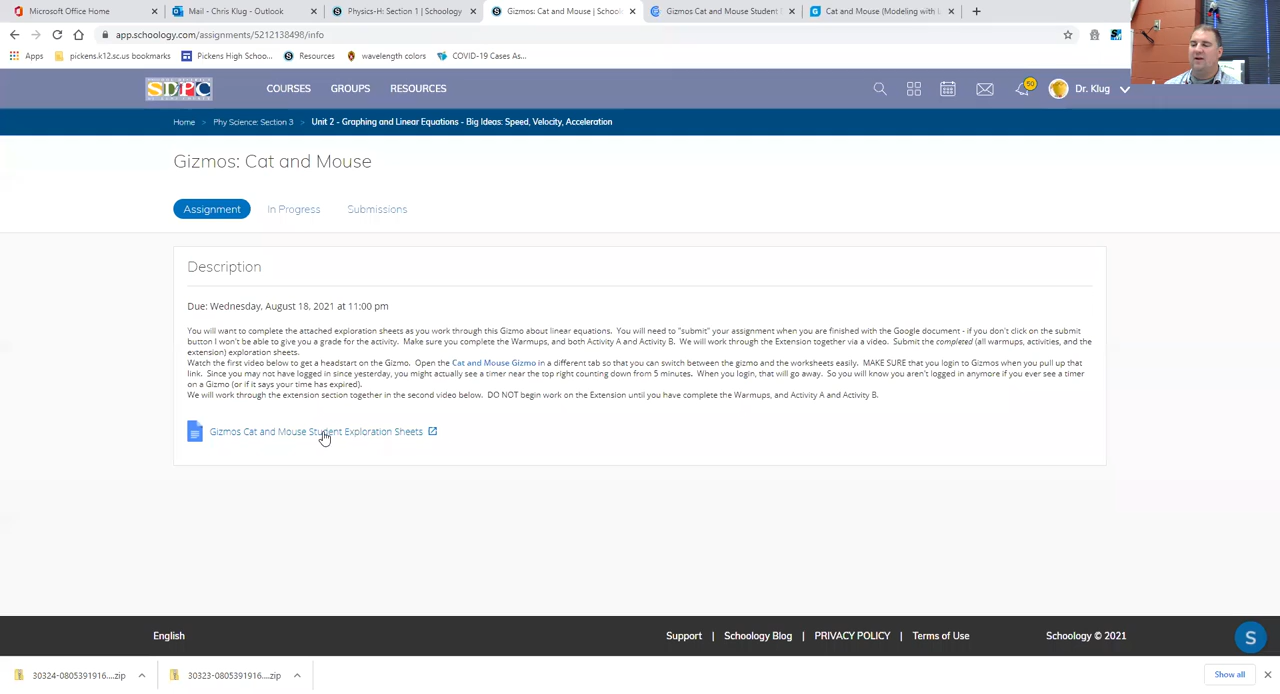 Microsoft Office Home
Mail - Chris Klug - Outlook
Physics-H: Section 1 | Schoology
Gizmos: Cat and Mouse | School
Gizmos Cat and Mouse Student E
Cat and Mouse (Modeling with L
app.schoology.com/assignments/5212138498/info
Apps
pickens.k12.sc.us bookmarks
Pickens High Schoo...
Resources
wavelength colors
COVID-19 Cases As...
SDPC
COURSES
GROUPS
RESOURCES
50
Dr. Klug
Home > Phy Science: Section 3 > Unit 2 - Graphing and Linear Equations - Big Ideas: Speed, Velocity, Acceleration
Gizmos: Cat and Mouse
Assignment
In Progress
Submissions
Description
Due: Wednesday, August 18, 2021 at 11:00 pm
You will want to complete the attached exploration sheets as you work through this Gizmo about linear equations. You will need to "submit" your assignment when you are finished with the Google document - if you don't click on the submit
button I won't be able to give you a grade for the activity. Make sure you complete the Warmups, and both Activity A and Activity B. We will work through the Extension together via a video. Submit the completed (all warmups, activities, and the
extension) exploration sheets.
Watch the first video below to get a headstart on the Gizmo. Open the Cat and Mouse Gizmo in a different tab so that you can switch between the gizmo and the worksheets easily. MAKE SURE that you login to Gizmos when you pull up that
link. Since you may not have logged in since yesterday, you might actually see a timer near the top right counting down from 5 minutes. When you login, that will go away. So you will know you aren't logged in anymore if you ever see a timer
on a Gizmo (or if it says your time has expired).
We will work through the extension section together in the second video below. DO NOT begin work on the Extension until you have complete the Warmups, and Activity A and Activity B.
Gizmos Cat and Mouse Student Exploration Sheets
English
Support | Schoology Blog | PRIVACY POLICY | Terms of Use
Schoology © 2021
S
30324-0805391916....zip
30323-0805391916....zip
Show all